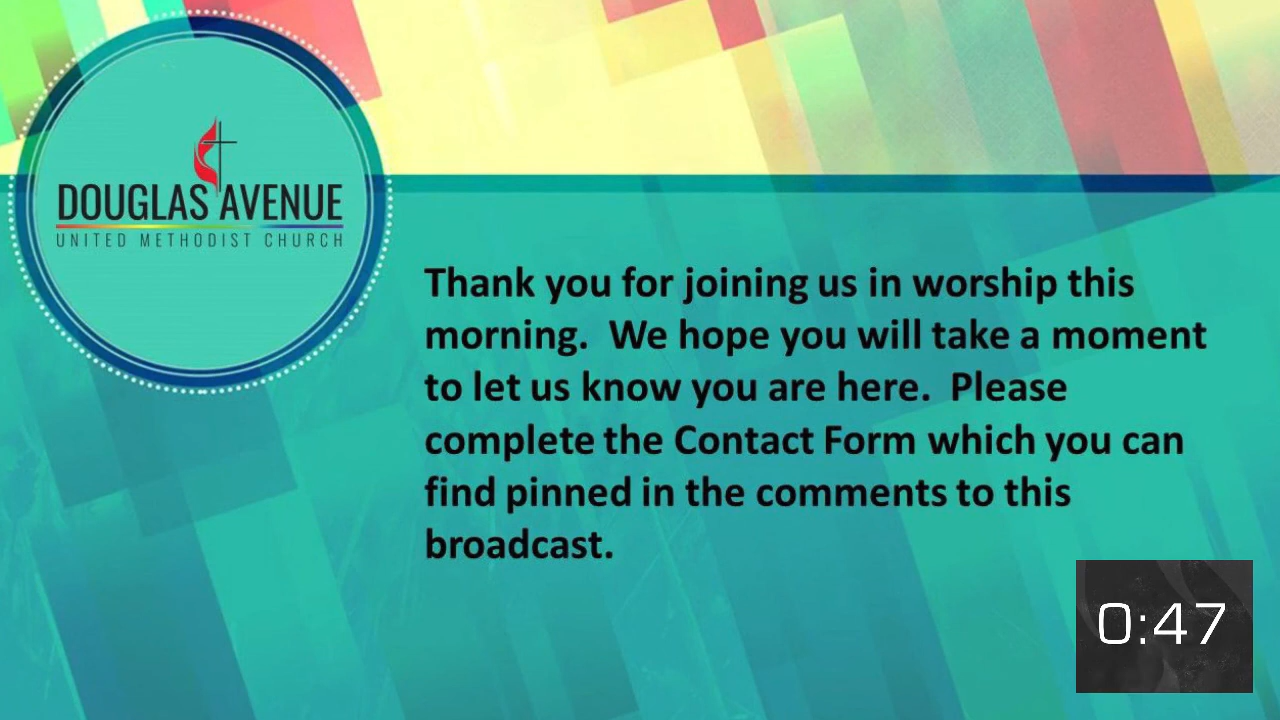 DOUGLAS AVENUE
UNITED METHODIST CHURCH
Thank you for joining us in worship this
morning.  We hope you will take a moment
to let us know you are here.  Please
complete the Contact Form which you can
find pinned in the comments to this
broadcast.
0:47